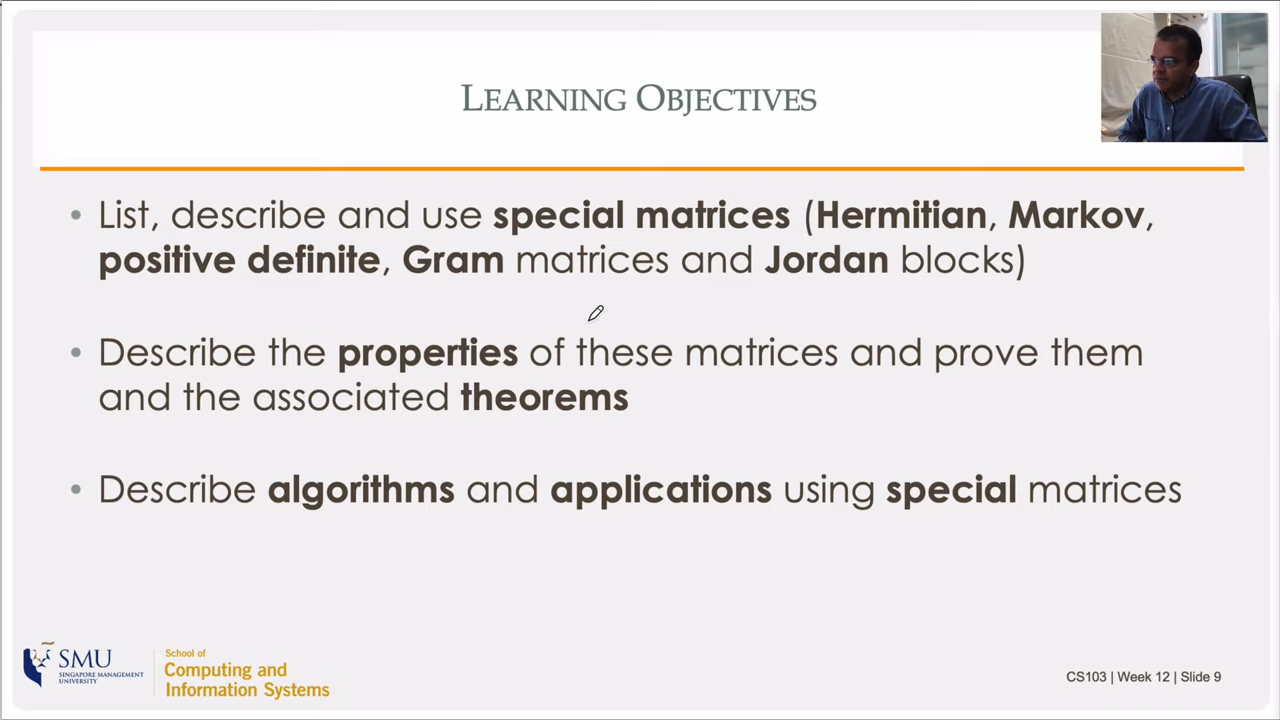 LEARNING OBJECTIVES
• List, describe and use special matrices (Hermitian, Markov,
positive definite, Gram matrices and Jordan blocks)
• Describe the properties of these matrices and prove them
and the associated theorems
• Describe algorithms and applications using special matrices
SMU
SINGAPORE MANAGEMENT
UNIVERSITY
School of
Computing and
Information Systems
CS103 | Week 12 | Slide 9